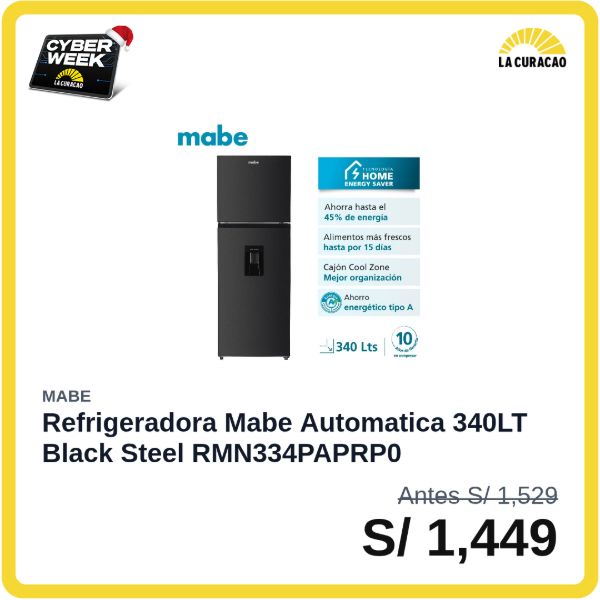 CYBER
WEEK
LA CURACAO
LA CURACAO
mabe
mabe
TECNOLOGÍA
HOME
ENERGY SAVER
Ahorra hasta el
45% de energía
Alimentos más frescos
hasta por 15 días
Cajón Cool Zone
Mejor organización
Ahorro
energético tipo A
340 Lts
10
MABE
Refrigeradora Mabe Automatica 340LT
Black Steel RMN334PAPRP0
Antes S/ 1,529
S/ 1,449